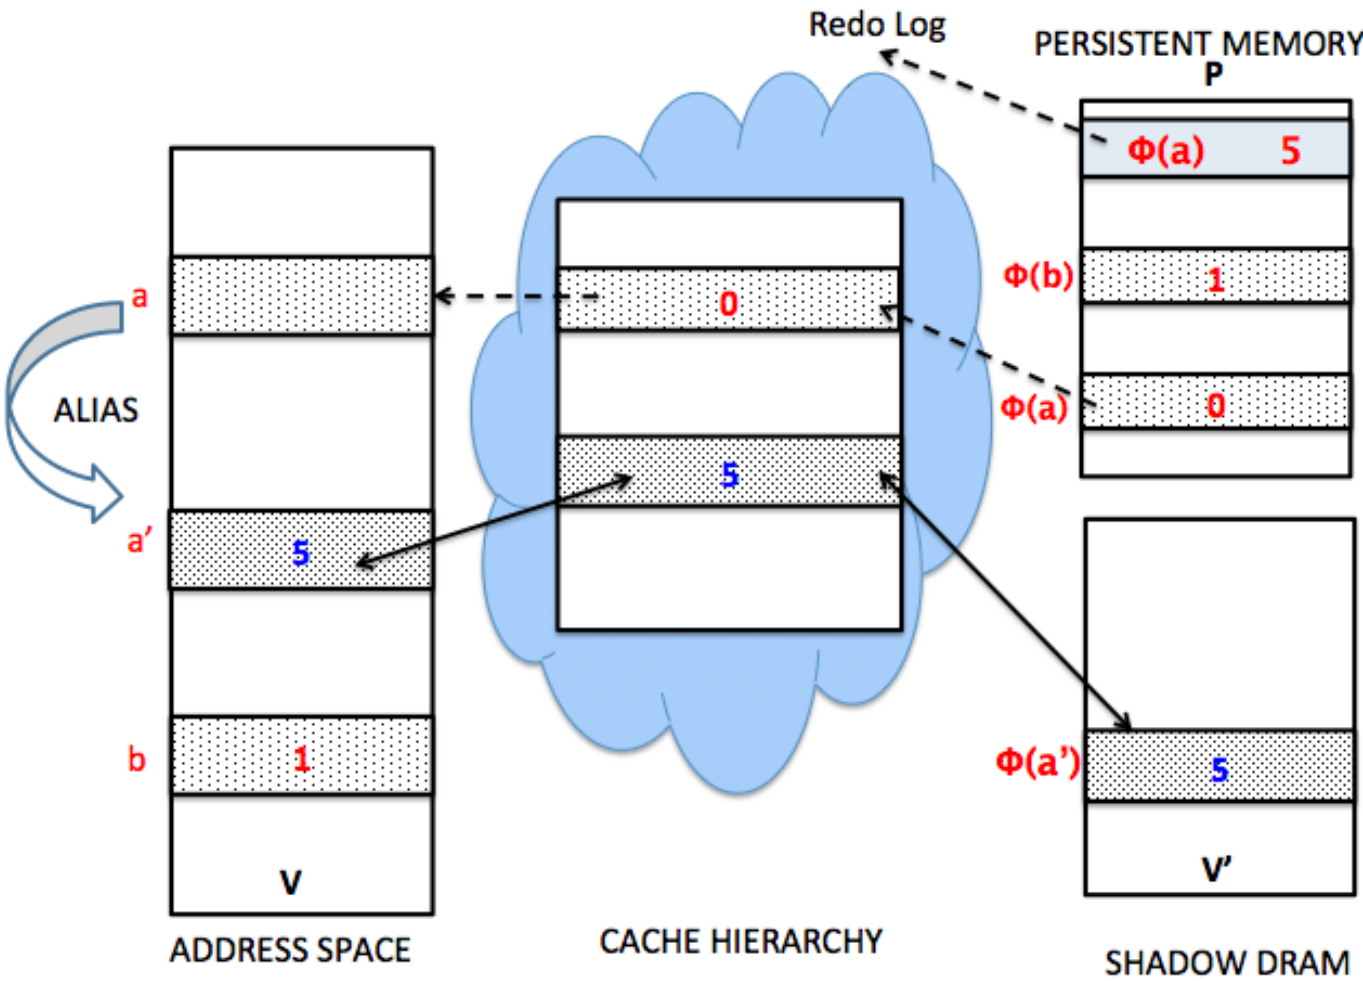 Redo Log
PERSISTENT MEMORY
P
Φ(a) 5
Φ(b) 1
Φ(a) 0
a
0
ALIAS
5
a’ 5
b 1
Φ(a’) 5
V
V’
ADDRESS SPACE
CACHE HIERARCHY
SHADOW DRAM